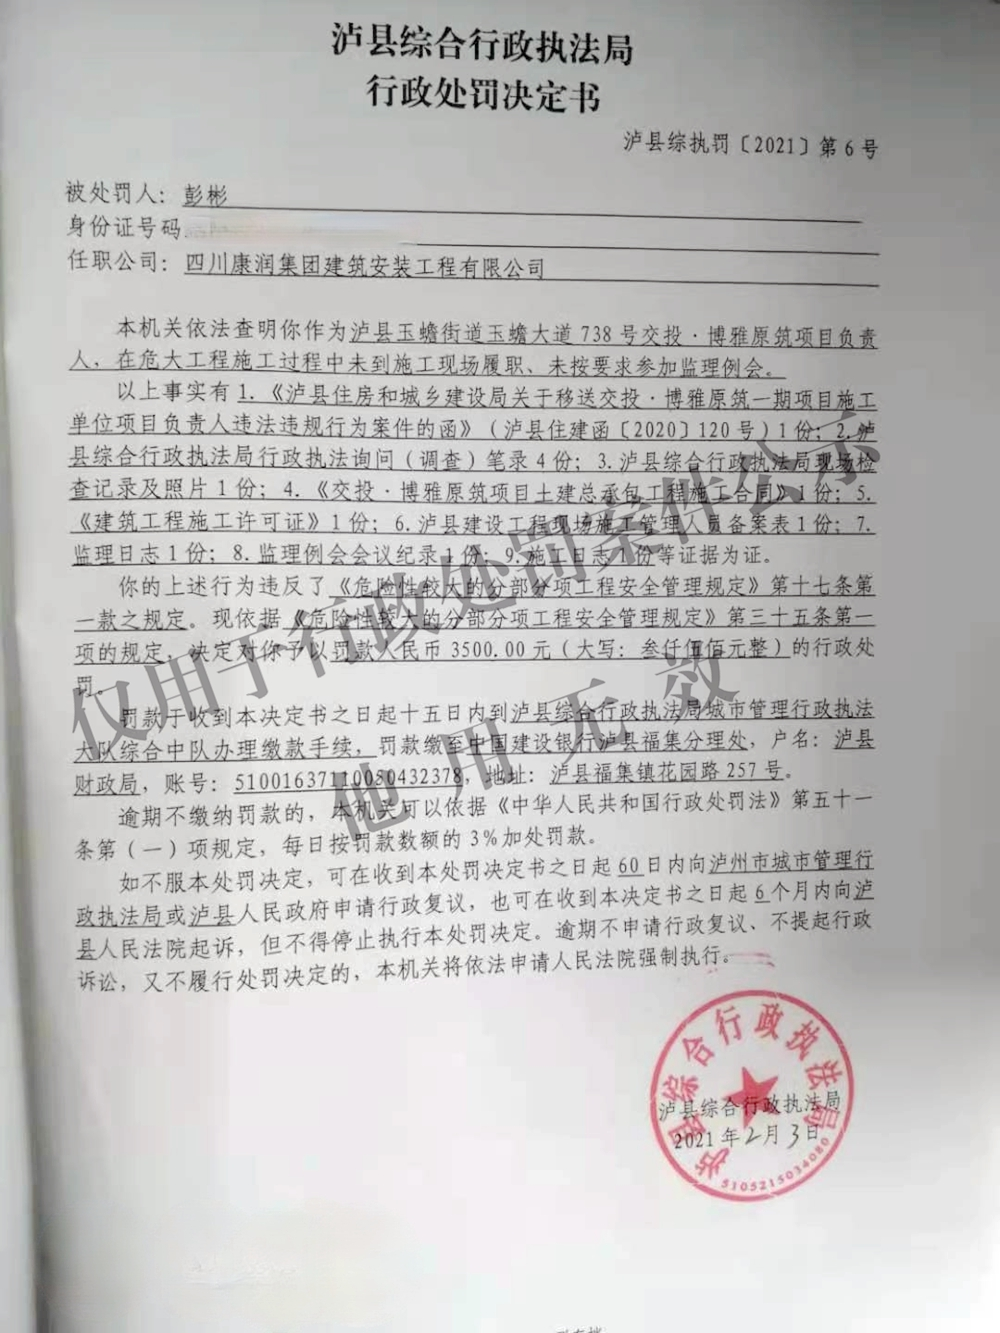 泸县综合行政执法局
行政处罚决定书
泸县综执罚〔2021〕第6号
被处罚人：彭彬
身份证号码
任职公司：四川康润集团建筑安装工程有限公司
本机关依法查明你作为泸县玉蟾街道玉蟾大道738号交投·博雅原筑项目负责
人，在危大工程施工过程中未到施工现场履职、未按要求参加监理例会。
以上事实有1.《泸县住房和城乡建设局关于移送交投·博雅原筑一期项目施工
单位项目负责人违法违规行为案件的函》（泸县住建函〔2020〕120号）1份；2.泸
县综合行政执法局行政执法询问（调查）笔录4份；3.泸县综合行政执法局现场检
查记录及照片1份；4.《交投·博雅原筑项目土建总承包工程施工合同》1份；5.
《建筑工程施工许可证》1份；6.泸县建设工程现场施工管理人员备案表1份；7.
监理日志1份；8.监理例会会议纪录1份；9.施工日志1份等证据为证。
你的上述行为违反了《危险性较大的分部分项工程安全管理规定》第十七条第
一款之规定。现依据《危险性较大的分部分项工程安全管理规定》第三十五条第一
项的规定，决定对你予以罚款人民币3500.00元（大写：叁仟伍佰元整）的行政处
罚。
罚款于收到本决定书之日起十五日内到泸县综合行政执法局城市管理行政执法
大队综合中队办理缴款手续，罚款缴至中国建设银行泸县福集分理处，户名：泸县
财政局，账号：51001637110050432378，地址：泸县福集镇花园路257号。
逾期不缴纳罚款的，本机关可以依据《中华人民共和国行政处罚法》第五十一
条第（一）项规定，每日按罚款数额的3%加处罚款。
如不服本处罚决定，可在收到本处罚决定书之日起60日内向泸州市城市管理行
政执法局或泸县人民政府申请行政复议，也可在收到本决定书之日起6个月内向泸
县人民法院起诉，但不得停止执行本处罚决定。逾期不申请行政复议、不提起行政
诉讼，又不履行处罚决定的，本机关将依法申请人民法院强制执行。
泸县综合行政执法局
2021年2月3日
泸县综合行政执法局
5105215034080
仅用于行政处罚案件公示
他用无效